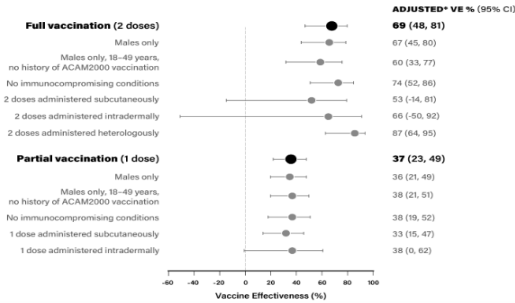 ADJUSTED* VE % (95% CI)
Full vaccination (2 doses) 69 (48, 81)
Males only 67 (45, 80)
Males only, 18–49 years,
no history of ACAM2000 vaccination 60 (33, 77)
No immunocompromising conditions 74 (52, 86)
2 doses administered subcutaneously 53 (-14, 81)
2 doses administered intradermally 66 (-50, 92)
2 doses administered heterologously 87 (64, 95)
Partial vaccination (1 dose) 37 (23, 49)
Males only 36 (21, 49)
Males only, 18–49 years,
no history of ACAM2000 vaccination 38 (21, 51)
No immunocompromising conditions 38 (19, 52)
1 dose administered subcutaneously 33 (15, 47)
1 dose administered intradermally 38 (0, 62)
-60 -40 -20 0 20 40 60 80 100
Vaccine Effectiveness (%)